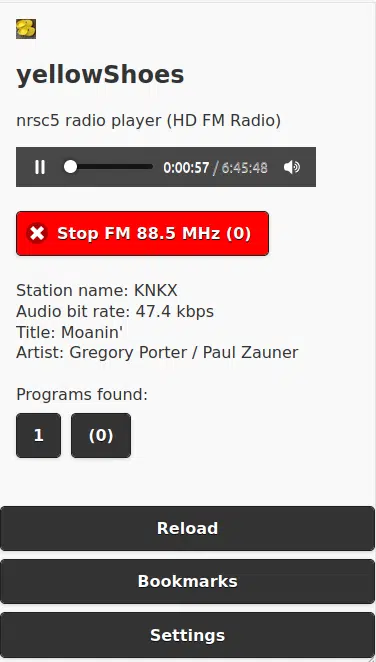 yellowShoes
nrsc5 radio player (HD FM Radio)
0:00:57 / 6:45:48
Stop FM 88.5 MHz (0)
Station name: KNKX
Audio bit rate: 47.4 kbps
Title: Moanin'
Artist: Gregory Porter / Paul Zauner
Programs found:
1 (0)
Reload
Bookmarks
Settings